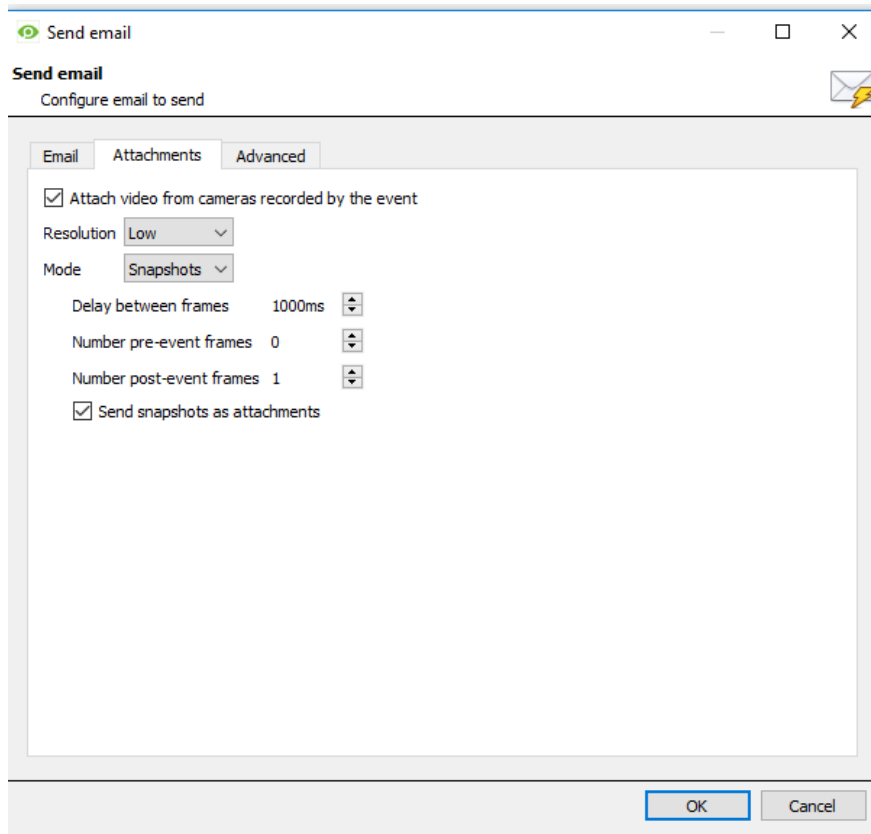 Send email
Send email
Configure email to send
Email Attachments Advanced
Attach video from cameras recorded by the event
Resolution Low
Mode Snapshots
Delay between frames 1000ms
Number pre-event frames 0
Number post-event frames 1
Send snapshots as attachments
OK Cancel